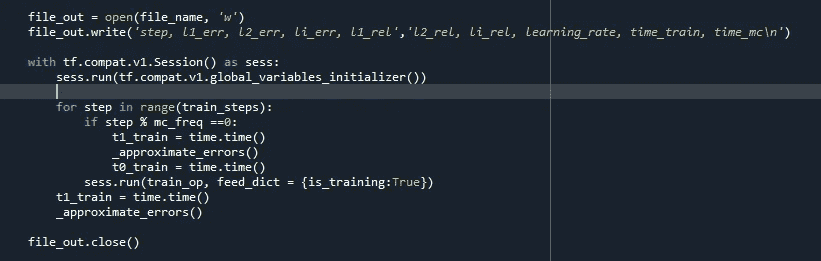 file_out = open(file_name, 'w')
file_out.write('step, l1_err, l2_err, li_err, l1_rel','l2_rel, li_rel, learning_rate, time_train, time_mc\n')
with tf.compat.v1.Session() as sess:
sess.run(tf.compat.v1.global_variables_initializer())
for step in range(train_steps):
if step % mc_freq ==0:
t1_train = time.time()
_approximate_errors()
t0_train = time.time()
sess.run(train_op, feed_dict = {is_training:True})
t1_train = time.time()
_approximate_errors()
file_out.close()